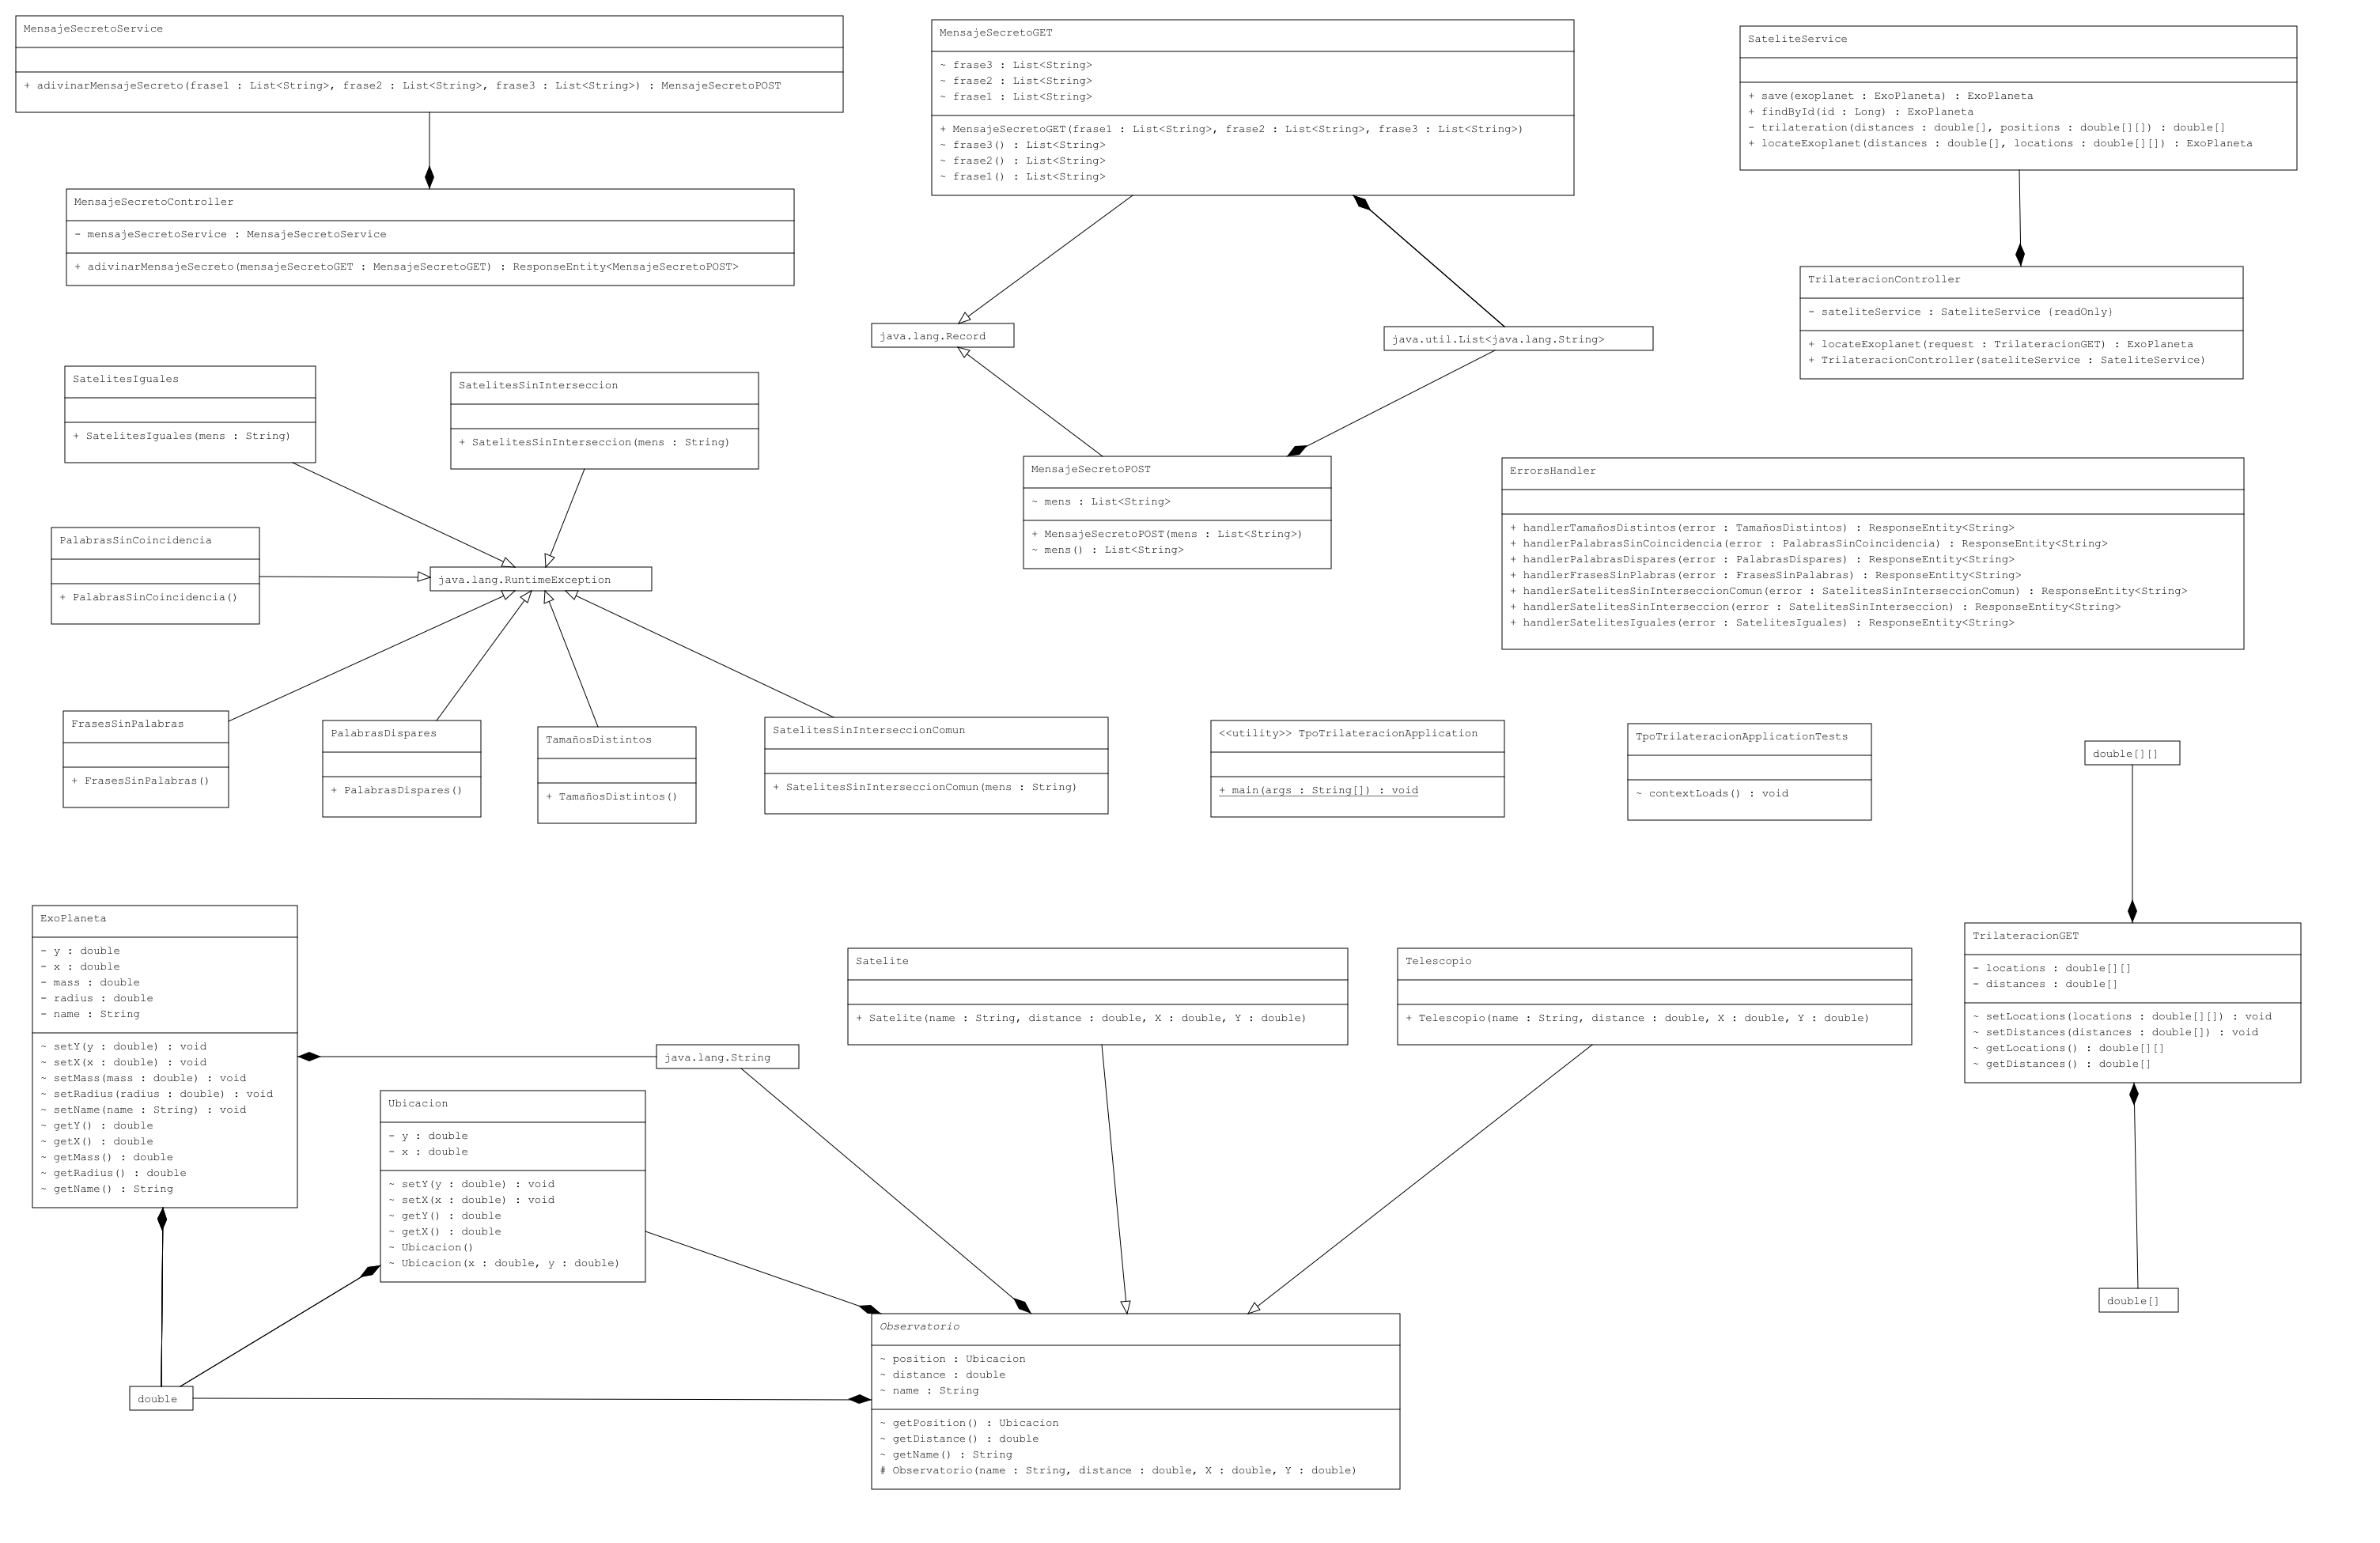 MensajeSecretoService
+ adivinarMensajeSecreto(frase1 : List<String>, frase2 : List<String>, frase3 : List<String>) : MensajeSecretoPOST
MensajeSecretoGET
~ frase3 : List<String>
~ frase2 : List<String>
~ frase1 : List<String>
+ MensajeSecretoGET(frase1 : List<String>, frase2 : List<String>, frase3 : List<String>)
~ frase3() : List<String>
~ frase2() : List<String>
~ frase1() : List<String>
SateliteService
+ save(exoplanet : ExoPlaneta) : ExoPlaneta
+ findById(id : Long) : ExoPlaneta
- trilateration(distances : double[], positions : double[][]) : double[]
+ locateExoplanet(distances : double[], locations : double[][]) : ExoPlaneta
MensajeSecretoController
- mensajeSecretoService : MensajeSecretoService
+ adivinarMensajeSecreto(mensajeSecretoGET : MensajeSecretoGET) : ResponseEntity<MensajeSecretoPOST>
TrilateracionController
- sateliteService : SateliteService {readOnly}
+ locateExoplanet(request : TrilateracionGET) : ExoPlaneta
+ TrilateracionController(sateliteService : SateliteService)
java.lang.Record
java.util.List<java.lang.String>
SatelitesIguales
+ SatelitesIguales(mens : String)
SatelitesSinInterseccion
+ SatelitesSinInterseccion(mens : String)
MensajeSecretoPOST
~ mens : List<String>
+ MensajeSecretoPOST(mens : List<String>)
~ mens() : List<String>
ErrorsHandler
+ handlerTamañosDistintos(error : TamañosDistintos) : ResponseEntity<String>
+ handlerPalabrasSinCoincidencia(error : PalabrasSinCoincidencia) : ResponseEntity<String>
+ handlerPalabrasDispares(error : PalabrasDispares) : ResponseEntity<String>
+ handlerFrasesSinPlabras(error : FrasesSinPalabras) : ResponseEntity<String>
+ handlerSatelitesSinInterseccionComun(error : SatelitesSinInterseccionComun) : ResponseEntity<String>
+ handlerSatelitesSinInterseccion(error : SatelitesSinInterseccion) : ResponseEntity<String>
+ handlerSatelitesIguales(error : SatelitesIguales) : ResponseEntity<String>
PalabrasSinCoincidencia
+ PalabrasSinCoincidencia()
java.lang.RuntimeException
FrasesSinPalabras
+ FrasesSinPalabras()
PalabrasDispares
+ PalabrasDispares()
TamañosDistintos
+ TamañosDistintos()
SatelitesSinInterseccionComun
+ SatelitesSinInterseccionComun(mens : String)
<<utility>> TpoTrilateracionApplication
+ main(args : String[]) : void
TpoTrilateracionApplicationTests
~ contextLoads() : void
double[][]
ExoPlaneta
- y : double
- x : double
- mass : double
- radius : double
- name : String
~ setY(y : double) : void
~ setX(x : double) : void
~ setMass(mass : double) : void
~ setRadius(radius : double) : void
~ setName(name : String) : void
~ getY() : double
~ getX() : double
~ getMass() : double
~ getRadius() : double
~ getName() : String
Satelite
+ Satelite(name : String, distance : double, X : double, Y : double)
Telescopio
+ Telescopio(name : String, distance : double, X : double, Y : double)
TrilateracionGET
- locations : double[][]
- distances : double[]
~ setLocations(locations : double[][]) : void
~ setDistances(distances : double[]) : void
~ getLocations() : double[][]
~ getDistances() : double[]
java.lang.String
Ubicacion
- y : double
- x : double
~ setY(y : double) : void
~ setX(x : double) : void
~ getY() : double
~ getX() : double
~ Ubicacion()
~ Ubicacion(x : double, y : double)
double[]
Observatorio
~ position : Ubicacion
~ distance : double
~ name : String
~ getPosition() : Ubicacion
~ getDistance() : double
~ getName() : String
# Observatorio(name : String, distance : double, X : double, Y : double)
double